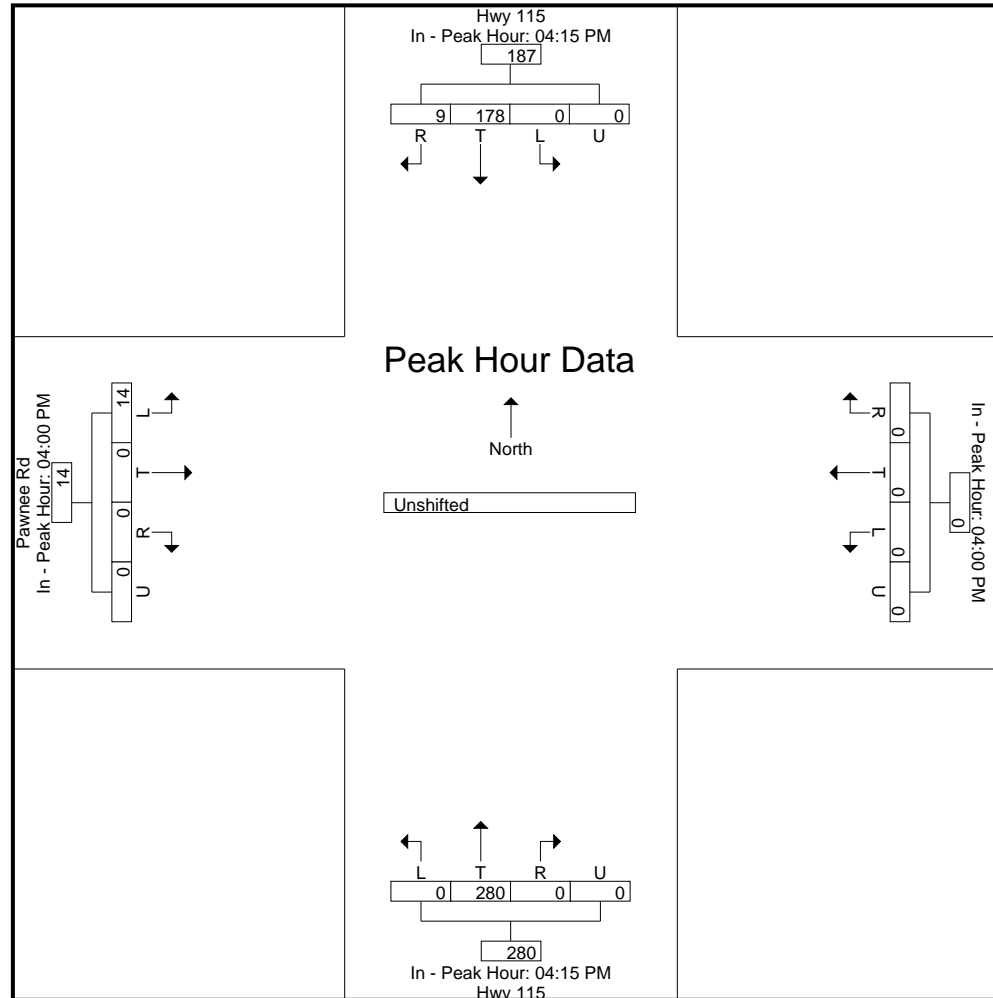 Hwy 115
In - Peak Hour: 04:15 PM
187
9 178 0 0
R T L U
Peak Hour Data
North
Unshifted
Pawnee Rd
In - Peak Hour: 04:00 PM
14
14 0 0 0
L T R U
In - Peak Hour: 04:00 PM
0
0 0 0 0
R T L U
L T R U
0 280 0 0
280
In - Peak Hour: 04:15 PM
Hwy 115